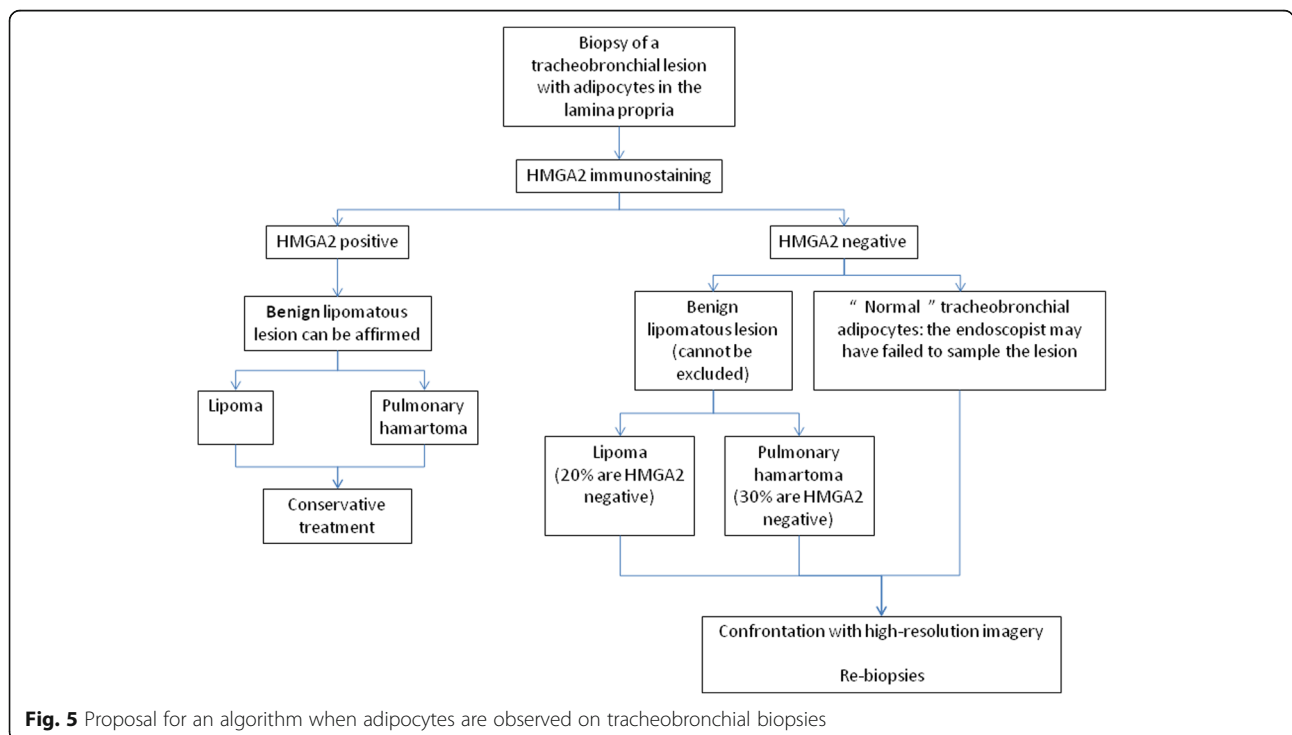 Biopsy of a
tracheobronchial lesion
with adipocytes in the
lamina propria
HMGA2 immunostaining
HMGA2 positive
HMGA2 negative
Benign lipomatous
lesion can be affirmed
Benign
lipomatous lesion
(cannot be
excluded)
“ Normal ” tracheobronchial
adipocytes: the endoscopist may
have failed to sample the lesion
Lipoma
Pulmonary
hamartoma
Lipoma
(20% are HMGA2
negative)
Pulmonary
hamartoma
(30% are HMGA2
negative)
Conservative
treatment
Confrontation with high-resolution imagery
Re-biopsies
Fig. 5 Proposal for an algorithm when adipocytes are observed on tracheobronchial biopsies